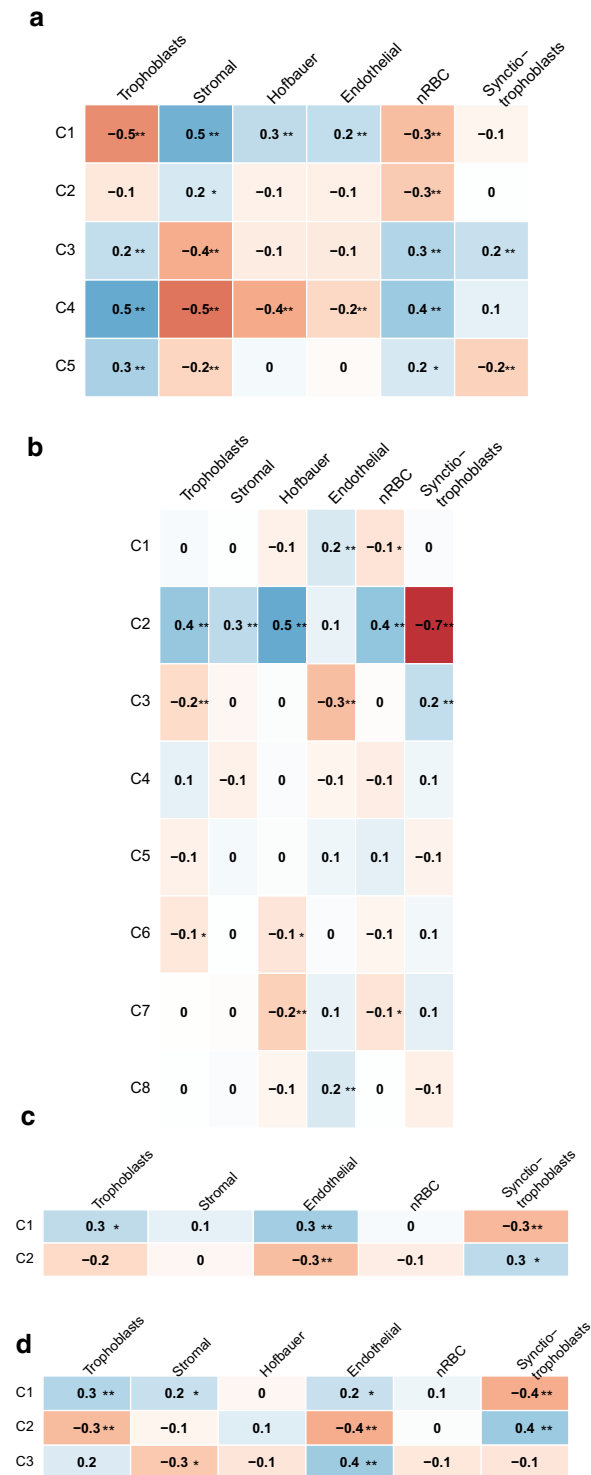 a
Trophoblasts Stromal Hofbauer Endothelial nRBC Synctio−
trophoblasts
C1 −0.5** 0.5 ** 0.3 ** 0.2 ** −0.3** −0.1
C2 −0.1 0.2 * −0.1 −0.1 −0.3** 0
C3 0.2 ** −0.4** −0.1 −0.1 0.3 ** 0.2 **
C4 0.5 ** −0.5** −0.4** −0.2** 0.4 ** 0.1
C5 0.3 ** −0.2** 0 0 0.2 * −0.2**
b
Trophoblasts Stromal Hofbauer Endothelial nRBC Synctio−
trophoblasts
C1 0 0 −0.1 0.2 ** −0.1 * 0
C2 0.4 ** 0.3 ** 0.5 ** 0.1 0.4 ** −0.7**
C3 −0.2** 0 0 −0.3** 0 0.2 **
C4 0.1 −0.1 0 −0.1 −0.1 0.1
C5 −0.1 0 0 0.1 0.1 −0.1
C6 −0.1 * 0 −0.1 * 0 −0.1 0.1
C7 0 0 −0.2** 0.1 −0.1 * 0.1
C8 0 0 −0.1 0.2 ** 0 −0.1
c
Trophoblasts Stromal Endothelial nRBC Synctio−
trophoblasts
C1 0.3 * 0.1 0.3 ** 0 −0.3**
C2 −0.2 0 −0.3** −0.1 0.3 *
d
Trophoblasts Stromal Hofbauer Endothelial nRBC Synctio−
trophoblasts
C1 0.3 ** 0.2 * 0 0.2 * 0.1 −0.4**
C2 −0.3** −0.1 0.1 −0.4** 0 0.4 **
C3 0.2 −0.3 * −0.1 0.4 ** −0.1 −0.1